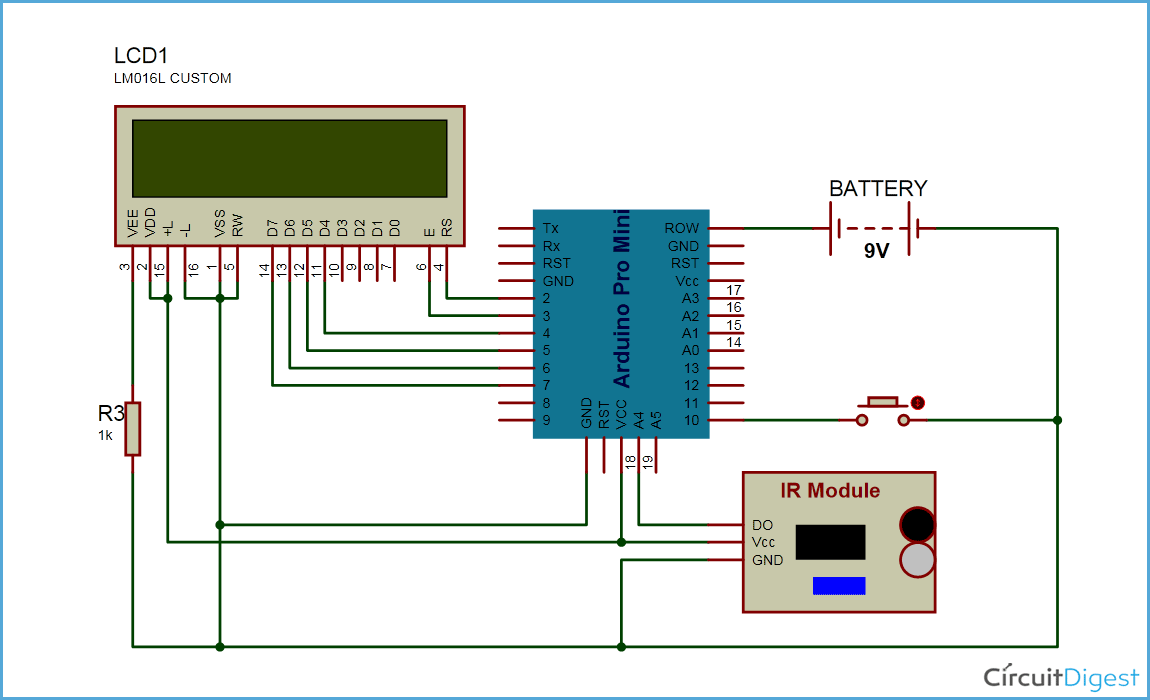 LCD1
LM016L CUSTOM
VEE
VDD
+L
-L
VSS
RW
D7
D6
D5
D4
D3
D2
D1
D0
E
RS
3
2
15
16
1
5
14
13
12
11
10
9
8
7
6
4
BATTERY
9V
Arduino Pro Mini
Tx
Rx
RST
GND
2
3
4
5
6
7
8
9
ROW
GND
RST
Vcc
A3
A2
A1
A0
13
12
11
10
17
16
15
14
GND
RST
VCC
A4
A5
18
19
R3
1k
IR Module
DO
Vcc
GND
CircuitDigest